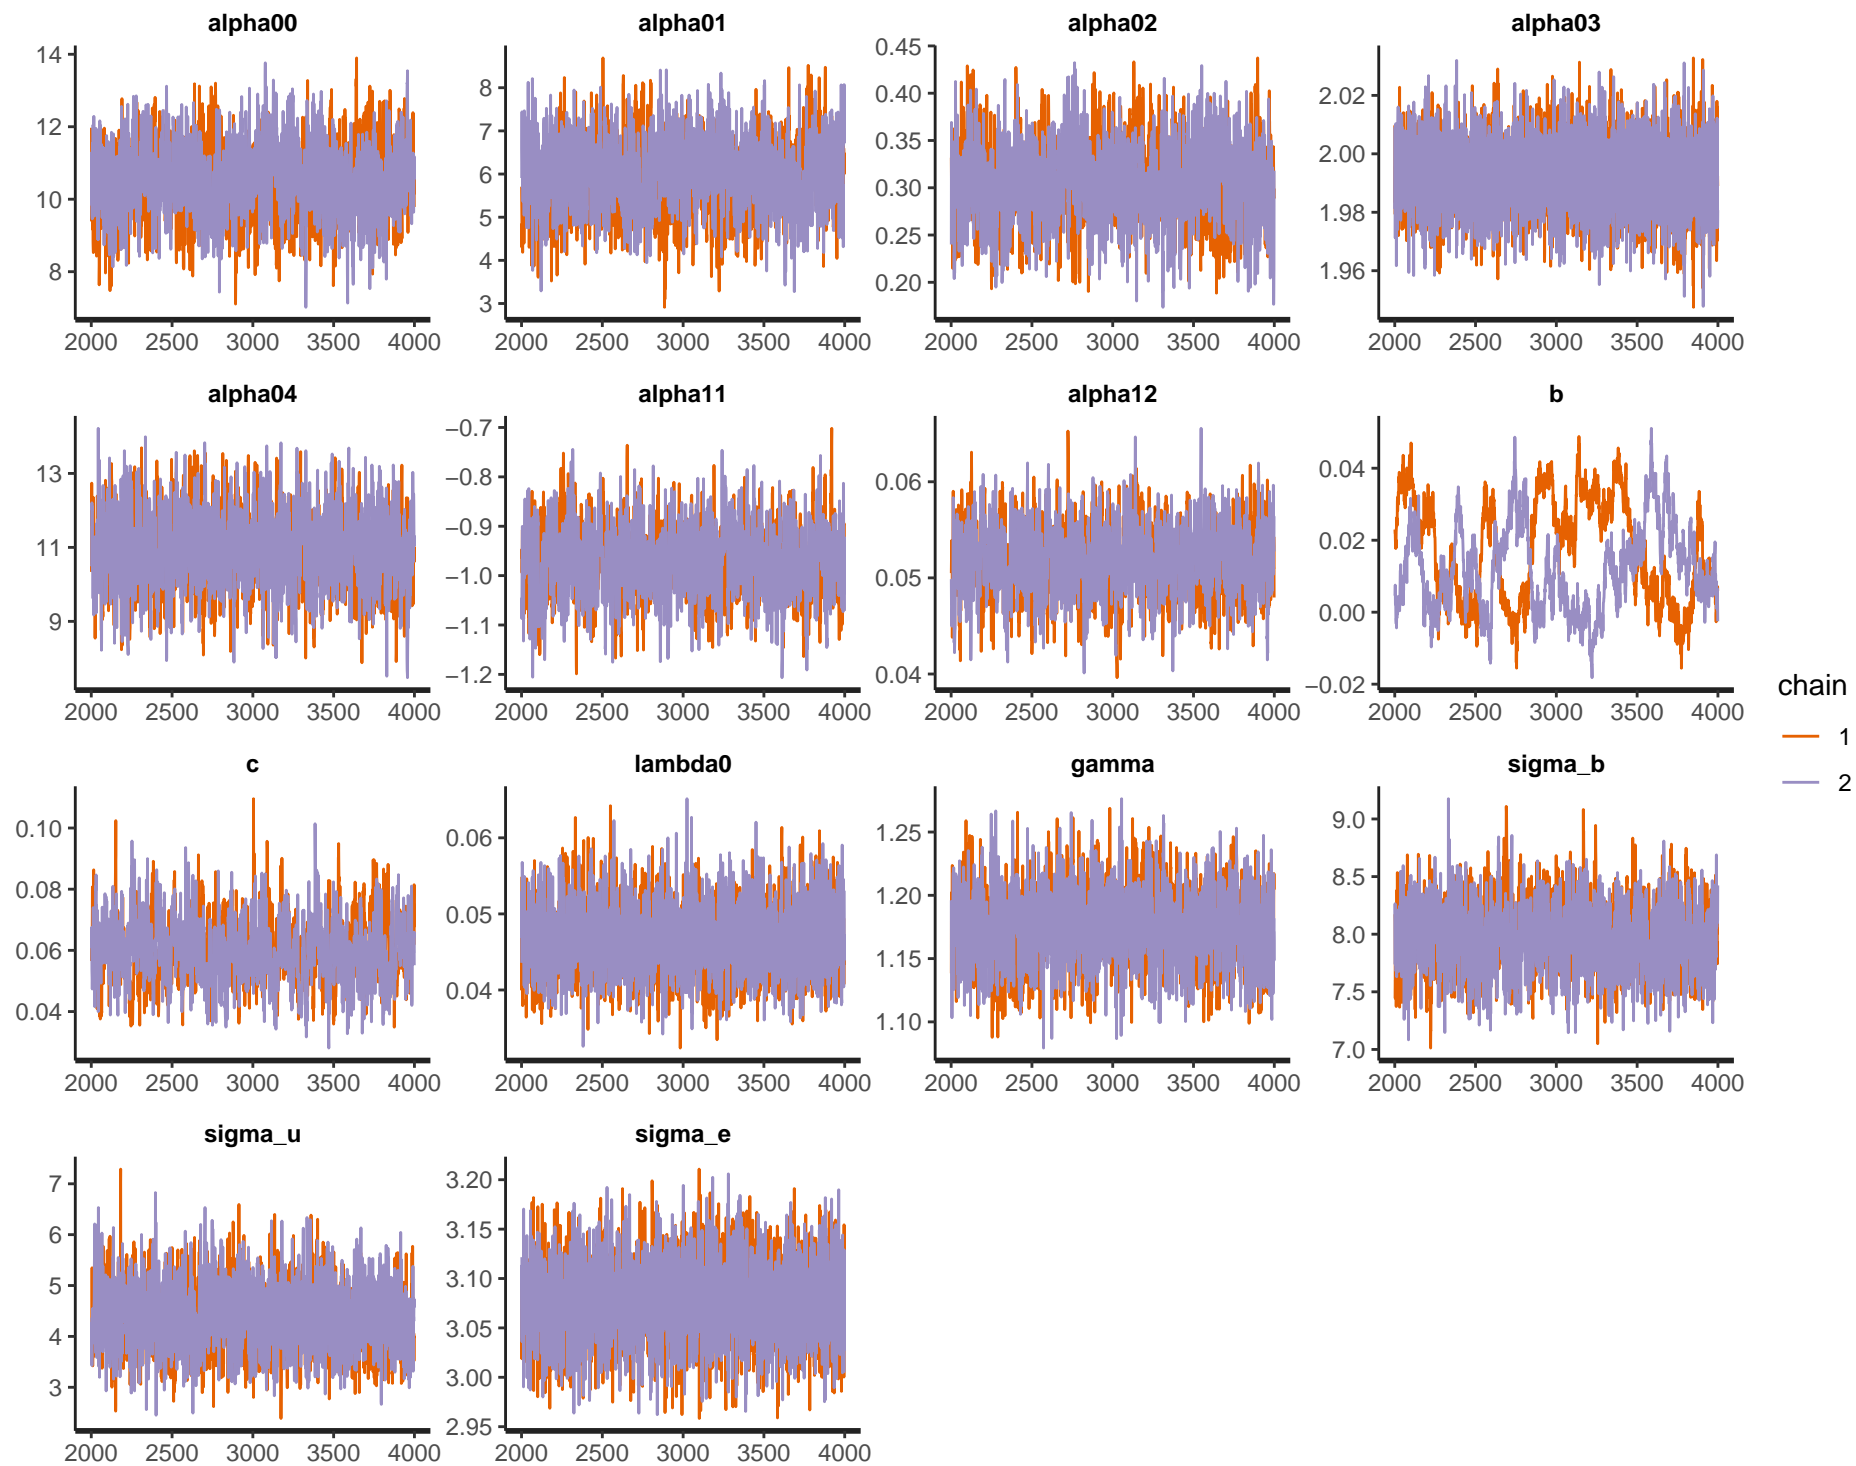 alpha00 alpha01 alpha02 alpha03
14 12 10 8
8 7 6 5 4 3
0.45 0.40 0.35 0.30 0.25 0.20
2.02 2.00 1.98 1.96
2000 2500 3000 3500 4000 2000 2500 3000 3500 4000 2000 2500 3000 3500 4000 2000 2500 3000 3500 4000
alpha04 alpha11 alpha12 b
13 11 9
−0.7 −0.8 −0.9 −1.0 −1.1 −1.2
0.06 0.05 0.04
0.04 0.02 0.00 −0.02
2000 2500 3000 3500 4000 2000 2500 3000 3500 4000 2000 2500 3000 3500 4000 2000 2500 3000 3500 4000
c lambda0 gamma sigma_b
0.10 0.08 0.06 0.04
0.06 0.05 0.04
1.25 1.20 1.15 1.10
9.0 8.5 8.0 7.5 7.0
2000 2500 3000 3500 4000 2000 2500 3000 3500 4000 2000 2500 3000 3500 4000 2000 2500 3000 3500 4000
sigma_u sigma_e
7 6 5 4 3
3.20 3.15 3.10 3.05 3.00 2.95
2000 2500 3000 3500 4000 2000 2500 3000 3500 4000
chain
1
2